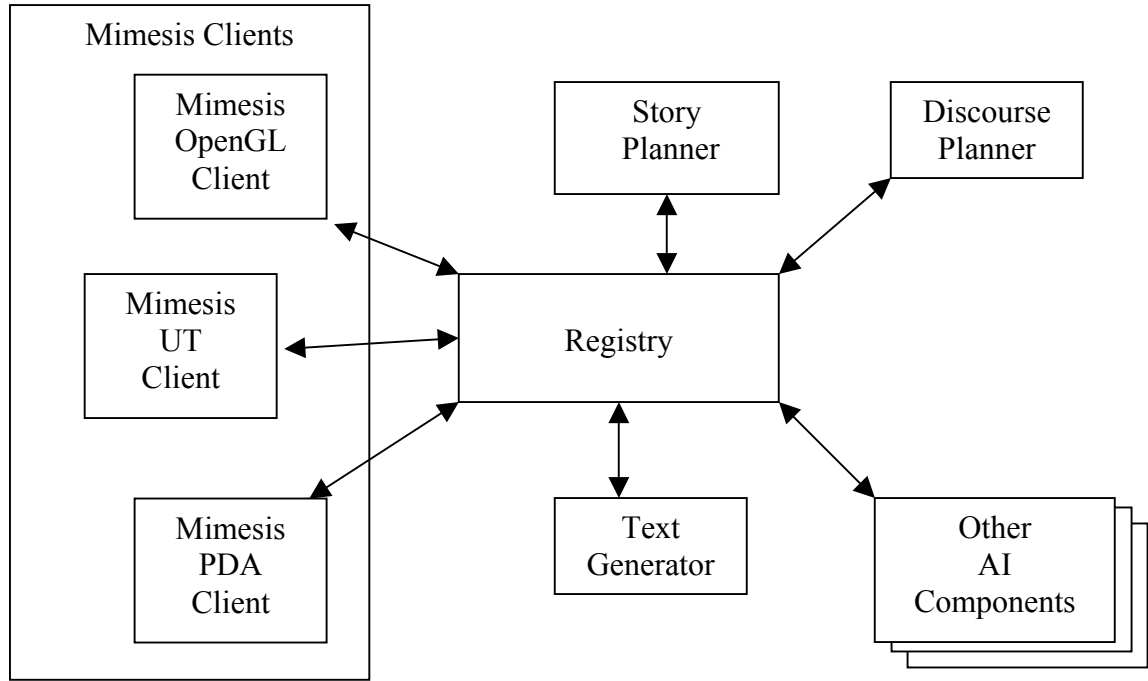 Mimesis Clients
Mimesis
OpenGL
Client
Story
Planner
Discourse
Planner
Mimesis
UT
Client
Registry
Mimesis
PDA
Client
Text
Generator
Other
AI
Components